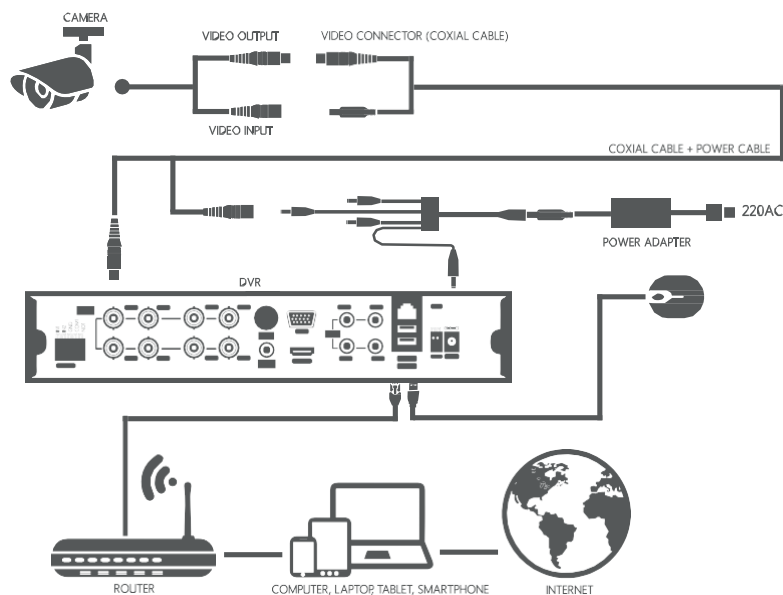 CAMERA
VIDEO OUTPUT
VIDEO CONNECTOR (COXIAL CABLE)
VIDEO INPUT
COXIAL CABLE + POWER CABLE
220AC
POWER ADAPTER
DVR
ROUTER
COMPUTER, LAPTOP, TABLET, SMARTPHONE
INTERNET